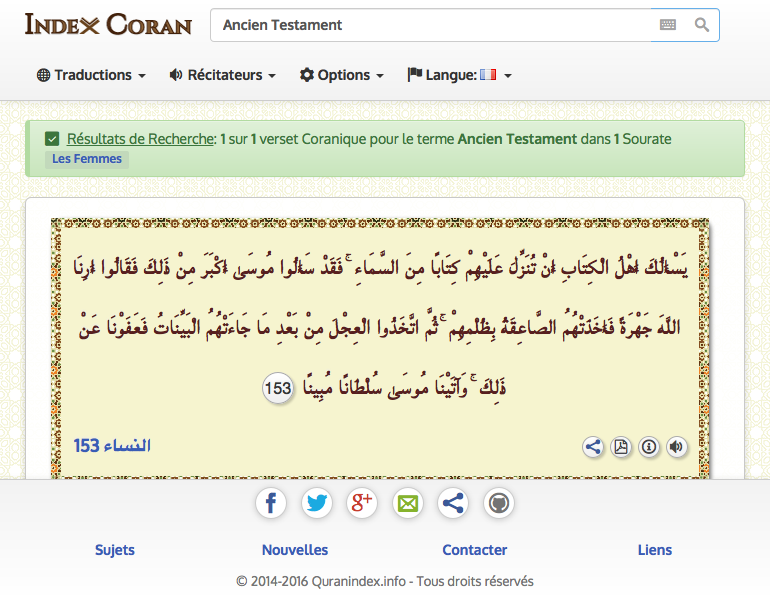 INDEX CORAN
Ancien Testament
Traductions
Récitateurs
Options
Langue:
Résultats de Recherche: 1 sur 1 verset Coranique pour le terme Ancien Testament dans 1 Sourate
Les Femmes
يَسْأَلُكَ أَهْلُ الْكِتَابِ أَنْ تُنَزِّلَ عَلَيْهِمْ كِتَابًا مِنَ السَّمَاءِ ۚ فَقَدْ سَأَلُوا مُوسَىٰ أَكْبَرَ مِنْ ذَٰلِكَ فَقَالُوا أَرِنَا
اللَّهَ جَهْرَةً فَأَخَذَتْهُمُ الصَّاعِقَةُ بِظُلْمِهِمْ ۚ ثُمَّ اتَّخَذُوا الْعِجْلَ مِنْ بَعْدِ مَا جَاءَتْهُمُ الْبَيِّنَاتُ فَعَفَوْنَا عَنْ
ذَٰلِكَ ۚ وَآتَيْنَا مُوسَىٰ سُلْطَانًا مُبِينًا 153
النساء 153
Sujets
Nouvelles
Contacter
Liens
© 2014-2016 Quranindex.info - Tous droits réservés